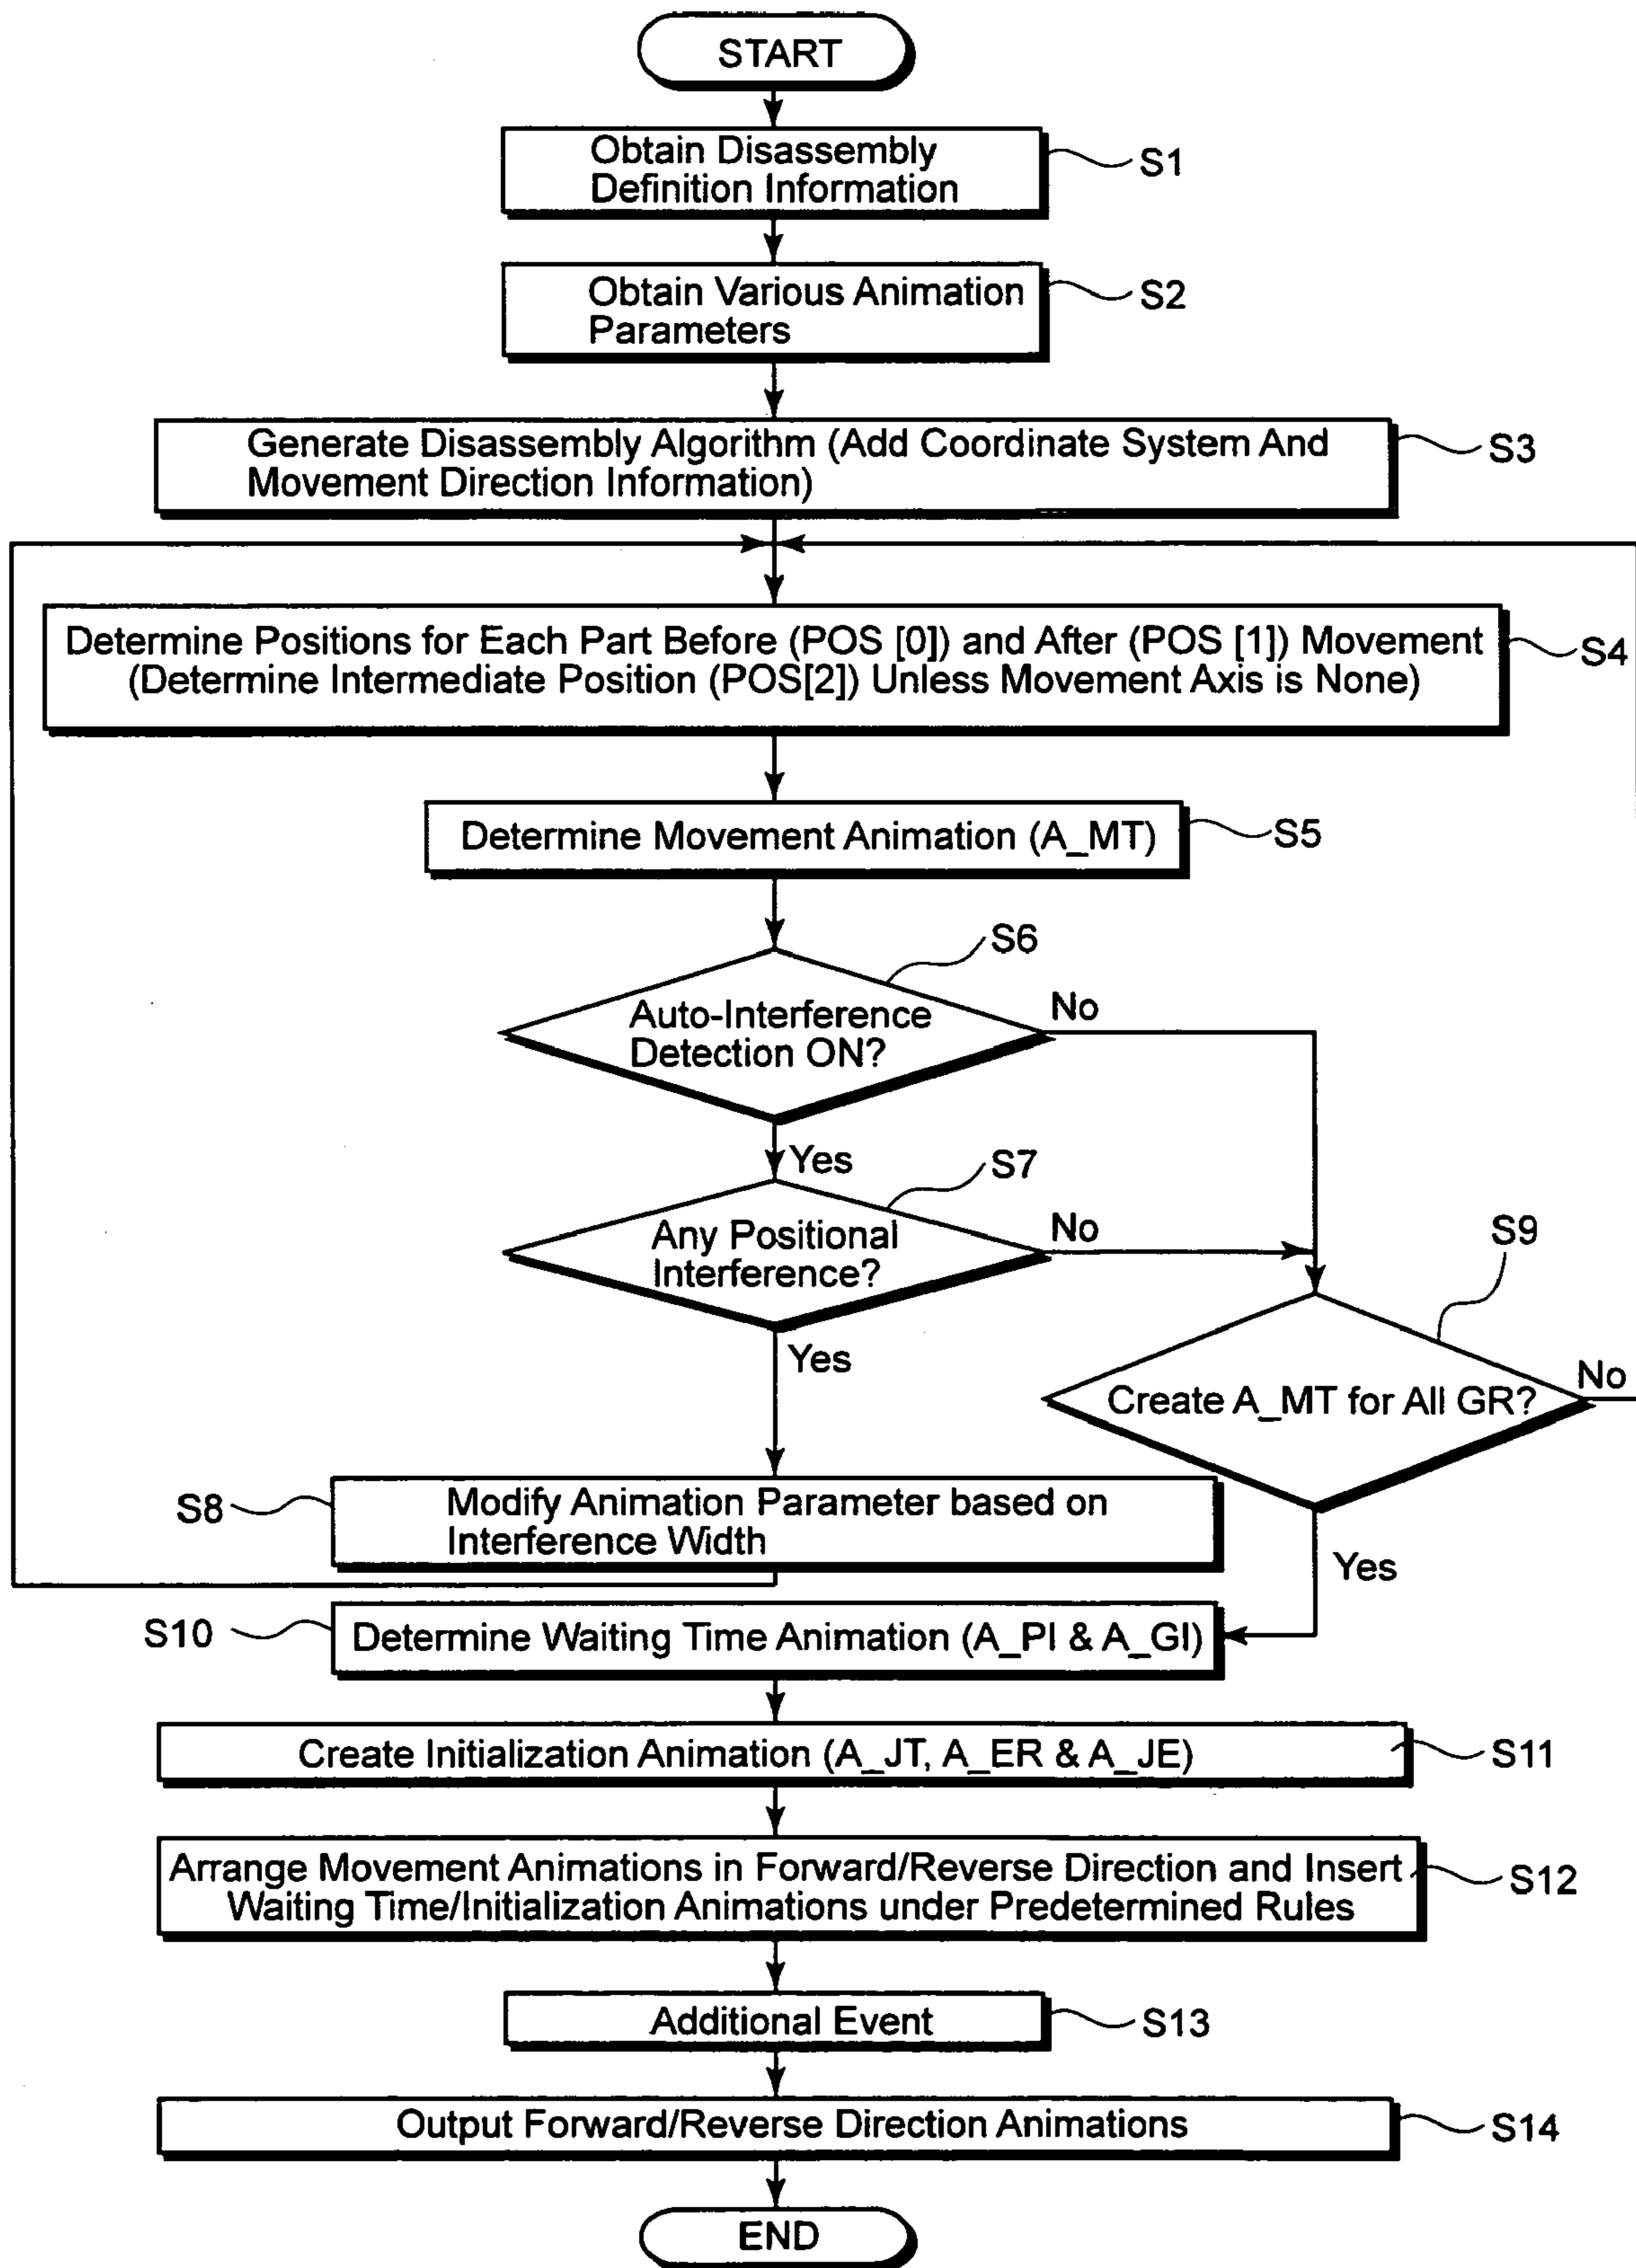 START
Obtain Disassembly
Definition Information
S1
Obtain Various Animation
Parameters
S2
Generate Disassembly Algorithm (Add Coordinate System And
Movement Direction Information)
S3
Determine Positions for Each Part Before (POS [0]) and After (POS [1]) Movement
(Determine Intermediate Position (POS[2]) Unless Movement Axis is None)
S4
Determine Movement Animation (A_MT)
S5
S6
Auto-Interference
Detection ON?
No
Yes
S7
Any Positional
Interference?
No
Yes
S9
Create A_MT for All GR?
No
Yes
S8
Modify Animation Parameter based on
Interference Width
S10
Determine Waiting Time Animation (A_PI & A_GI)
Create Initialization Animation (A_JT, A_ER & A_JE)
S11
Arrange Movement Animations in Forward/Reverse Direction and Insert
Waiting Time/Initialization Animations under Predetermined Rules
S12
Additional Event
S13
Output Forward/Reverse Direction Animations
S14
END